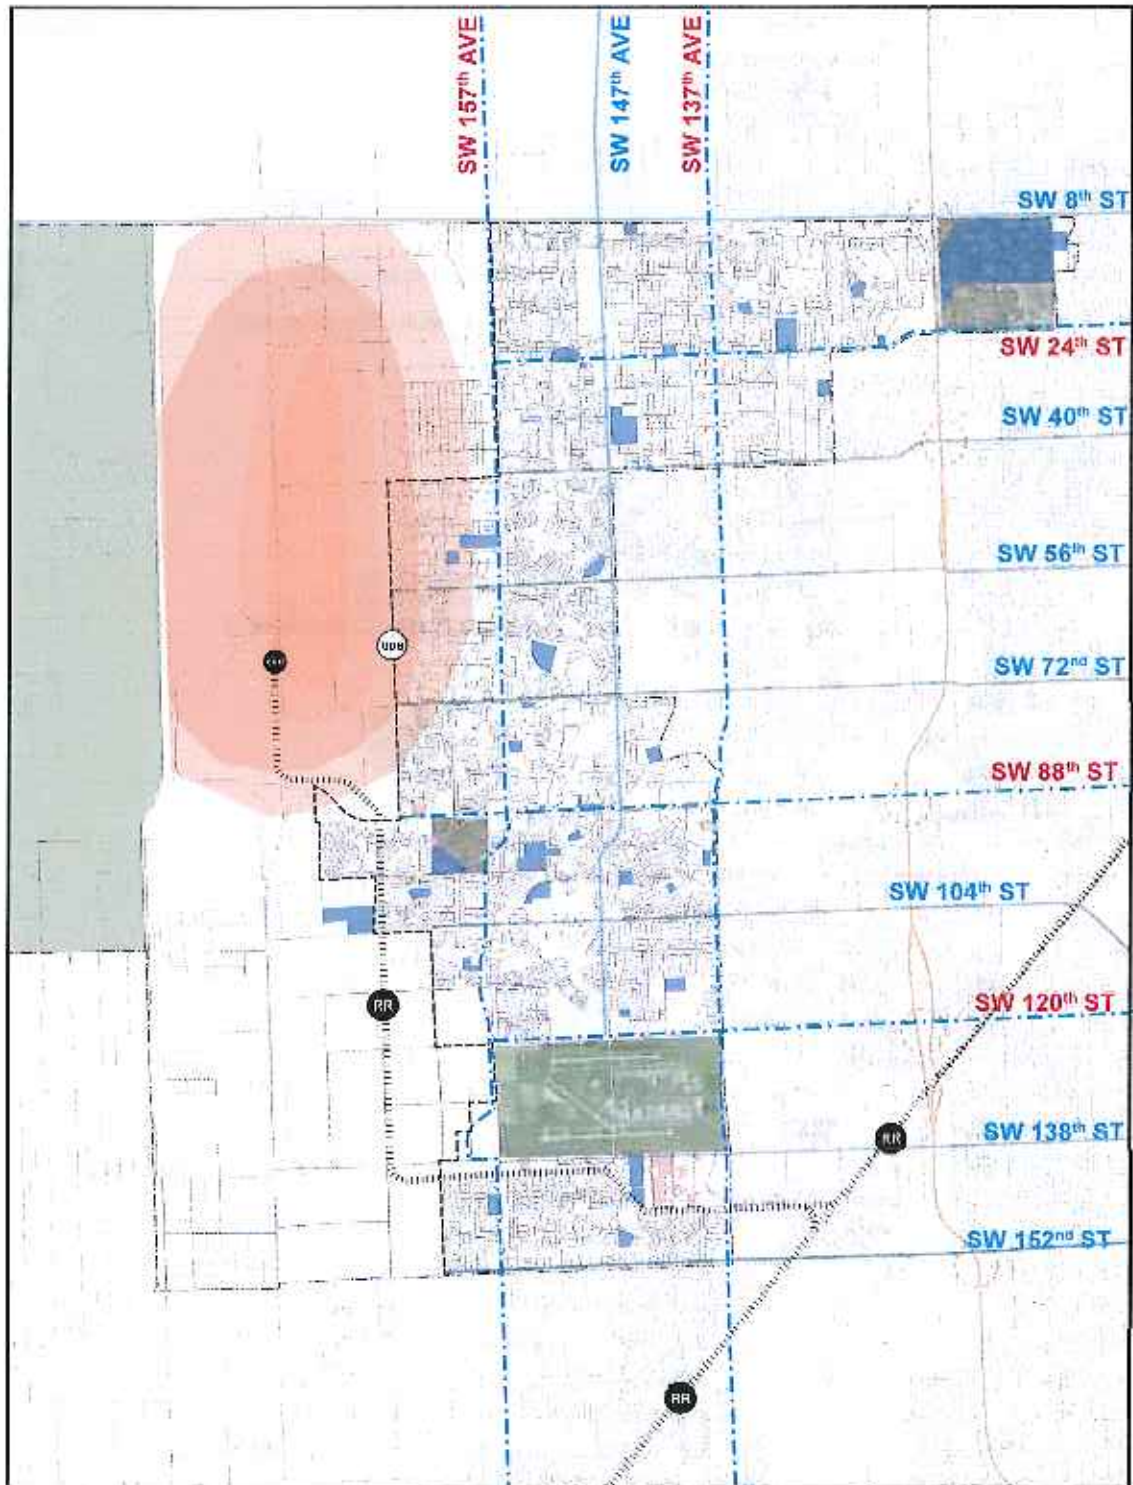 SW 157th AVE
SW 147th AVE
SW 137th AVE
SW 8th ST
SW 24th ST
SW 40th ST
SW 56th ST
UDB
SW 72nd ST
SW 88th ST
SW 104th ST
RR
SW 120th ST
RR
SW 138th ST
SW 152nd ST
RR